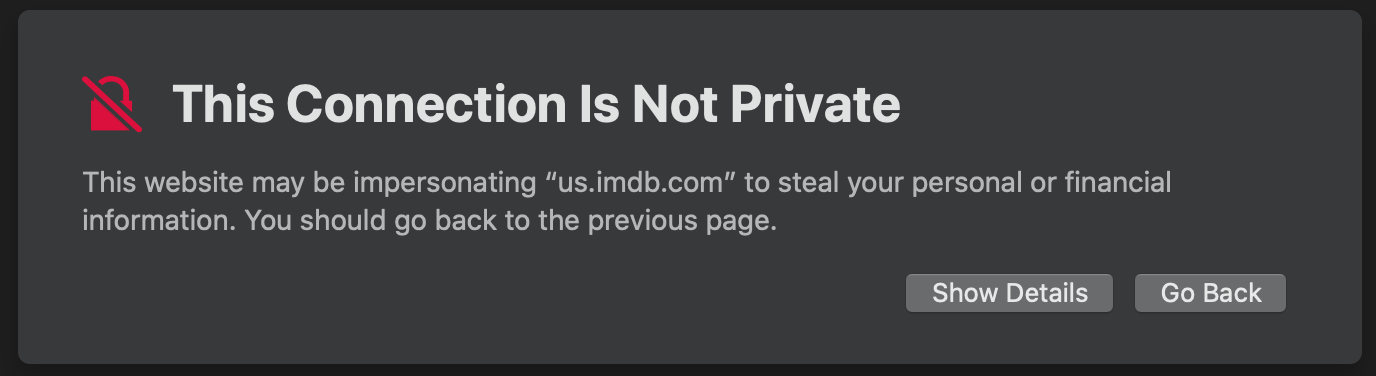 This Connection Is Not Private
This website may be impersonating “us.imdb.com” to steal your personal or financial
information. You should go back to the previous page.
Show Details
Go Back